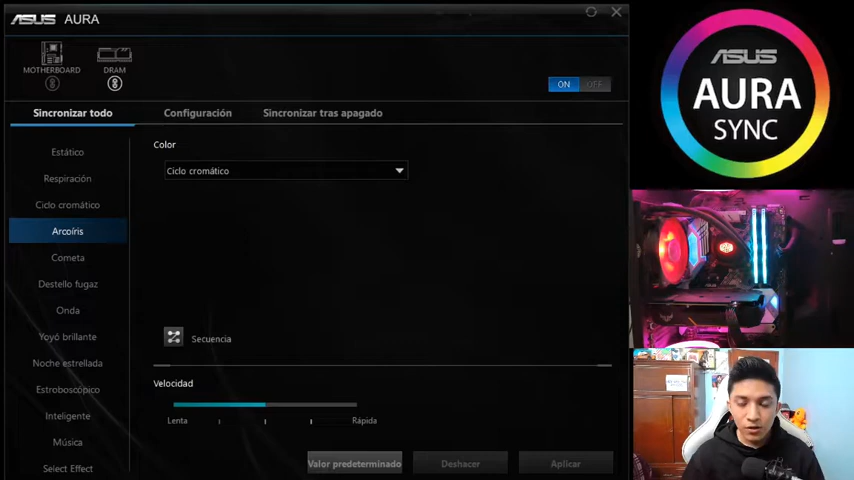 ASUS AURA
MOTHERBOARD
DRAM
ON
OFF
Sincronizar todo
Configuración
Sincronizar tras apagado
Estático
Respiración
Ciclo cromático
Arcoíris
Cometa
Destello fugaz
Onda
Yoyó brillante
Noche estrellada
Estroboscópico
Inteligente
Música
Select Effect
Color
Ciclo cromático
Secuencia
Velocidad
Lenta
Rápida
Valor predeterminado
Deshacer
Aplicar
ASUS
AURA
SYNC